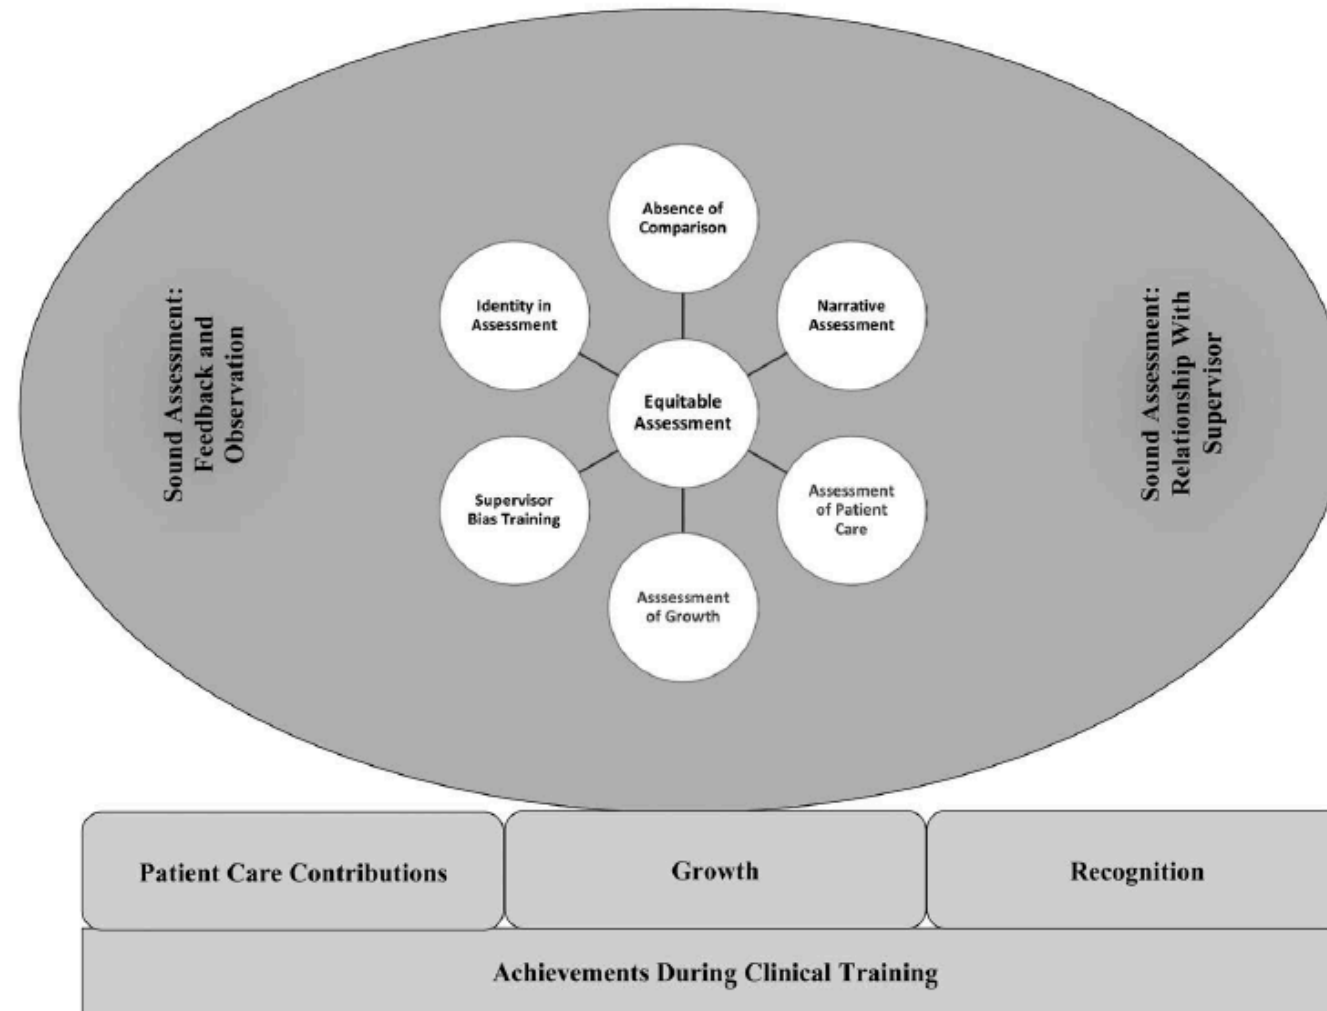 Absence of
Comparison
Identity in
Assessment
Narrative
Assessment
Sound Assessment:
Feedback and
Observation
Equitable
Assessment
Sound Assessment:
Relationship With
Supervisor
Supervisor
Bias Training
Assessment
of Patient
Care
Asssessment
of Growth
Patient Care Contributions
Growth
Recognition
Achievements During Clinical Training